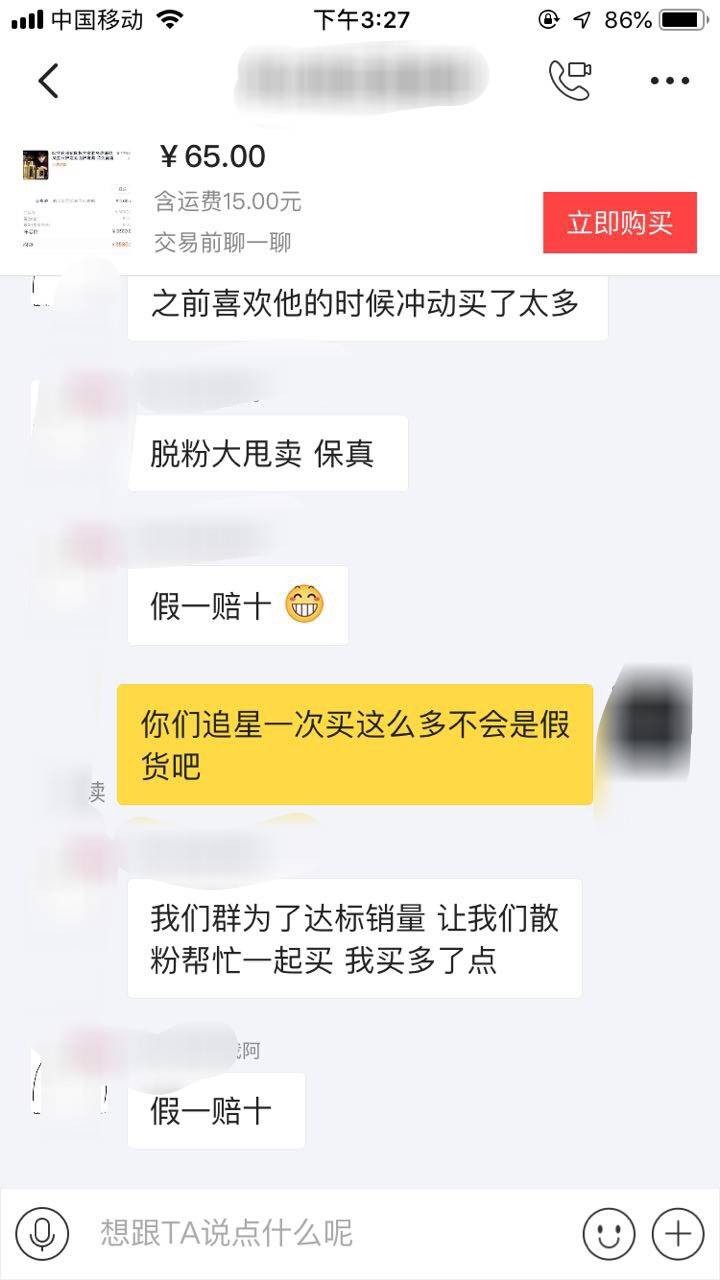 中国移动
下午3:27
86%
¥65.00
含运费15.00元
交易前聊一聊
立即购买
之前喜欢他的时候冲动买了太多
脱粉大甩卖 保真
假一赔十
你们追星一次买这么多不会是假
货吧
卖
我们群为了达标销量 让我们散
粉帮忙一起买 我买多了点
阿
假一赔十
想跟TA说点什么呢